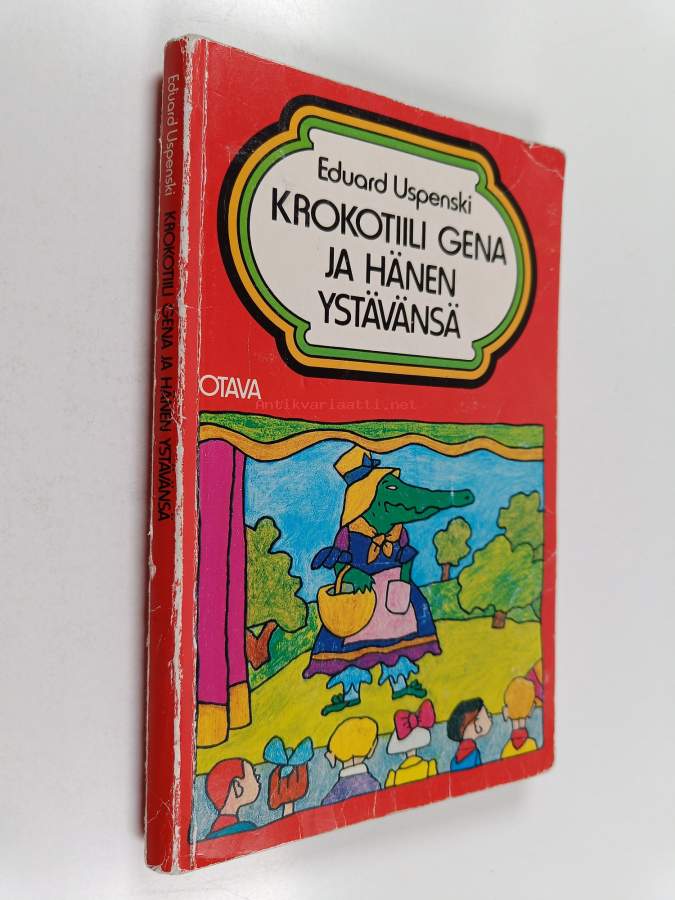 Eduard Uspenski KROKOTIILI GENA JA HÄNEN YSTÄVÄNSÄ
Eduard Uspenski
KROKOTIILI GENA
JA HÄNEN
YSTÄVÄNSÄ
OTAVA
Antikvariaatti.net